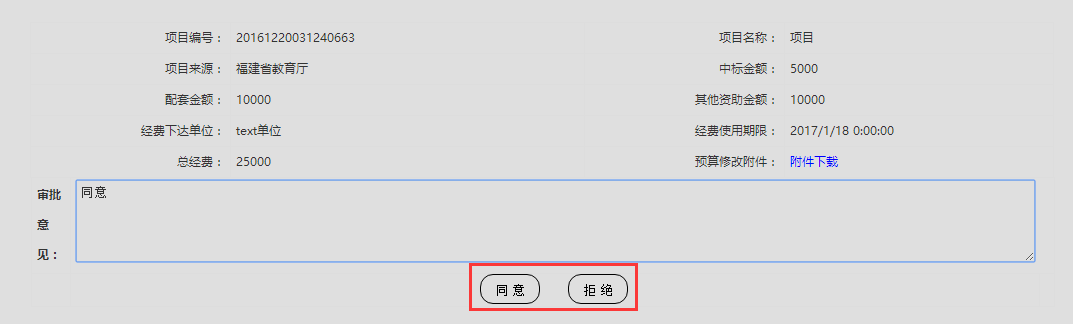 项目编号： 20161220031240663 项目名称： 项目
项目来源： 福建省教育厅 中标金额： 5000
配套金额： 10000 其他资助金额： 10000
经费下达单位： text单位 经费使用期限： 2017/1/18 0:00:00
总经费： 25000 预算修改附件： 附件下载
审批意见： 同意
同 意 拒 绝